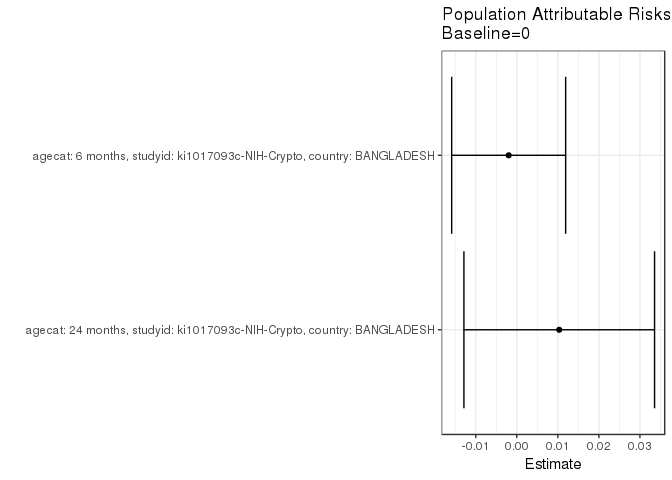 Population Attributable Risks
Baseline=0
agecat: 6 months, studyid: ki1017093c-NIH-Crypto, country: BANGLADESH
agecat: 24 months, studyid: ki1017093c-NIH-Crypto, country: BANGLADESH
-0.01 0.00 0.01 0.02 0.03
Estimate